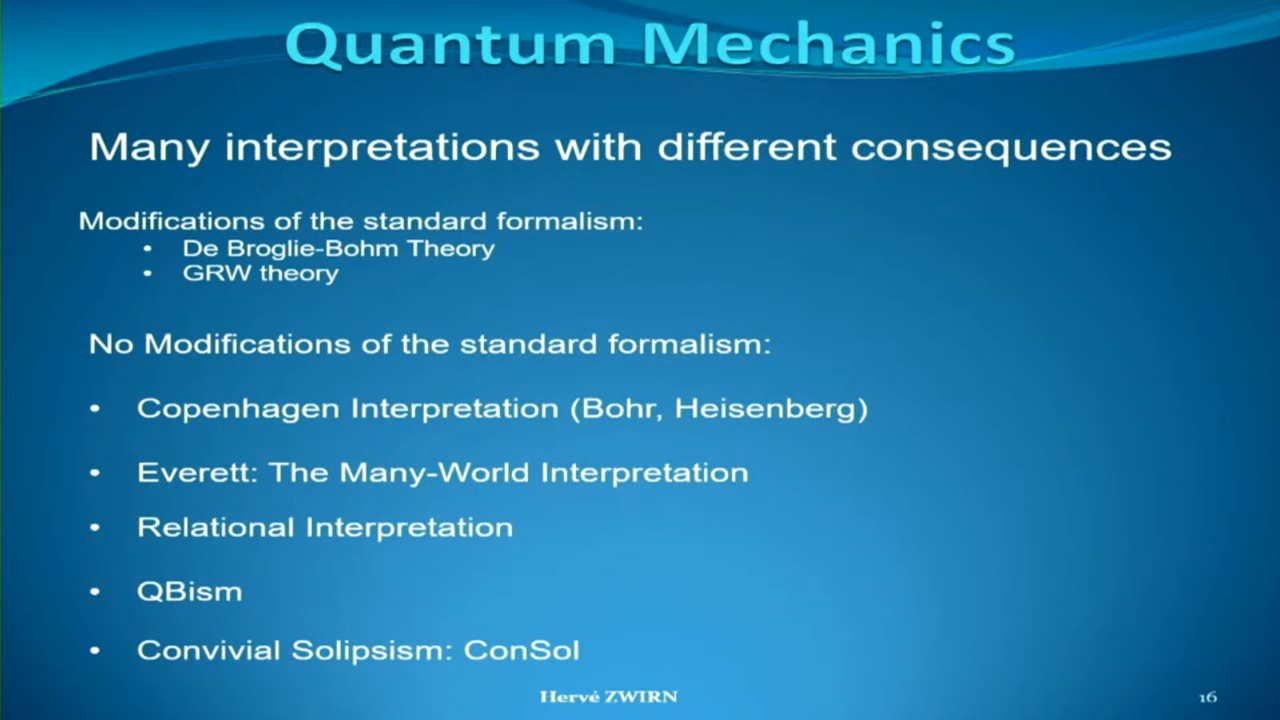 Quantum Mechanics
Many interpretations with different consequences
Modifications of the standard formalism:
• De Broglie-Bohm Theory
• GRW theory
No Modifications of the standard formalism:
• Copenhagen Interpretation (Bohr, Heisenberg)
• Everett: The Many-World Interpretation
• Relational Interpretation
• QBism
• Convivial Solipsism: ConSol
Hervé ZWIRN
16